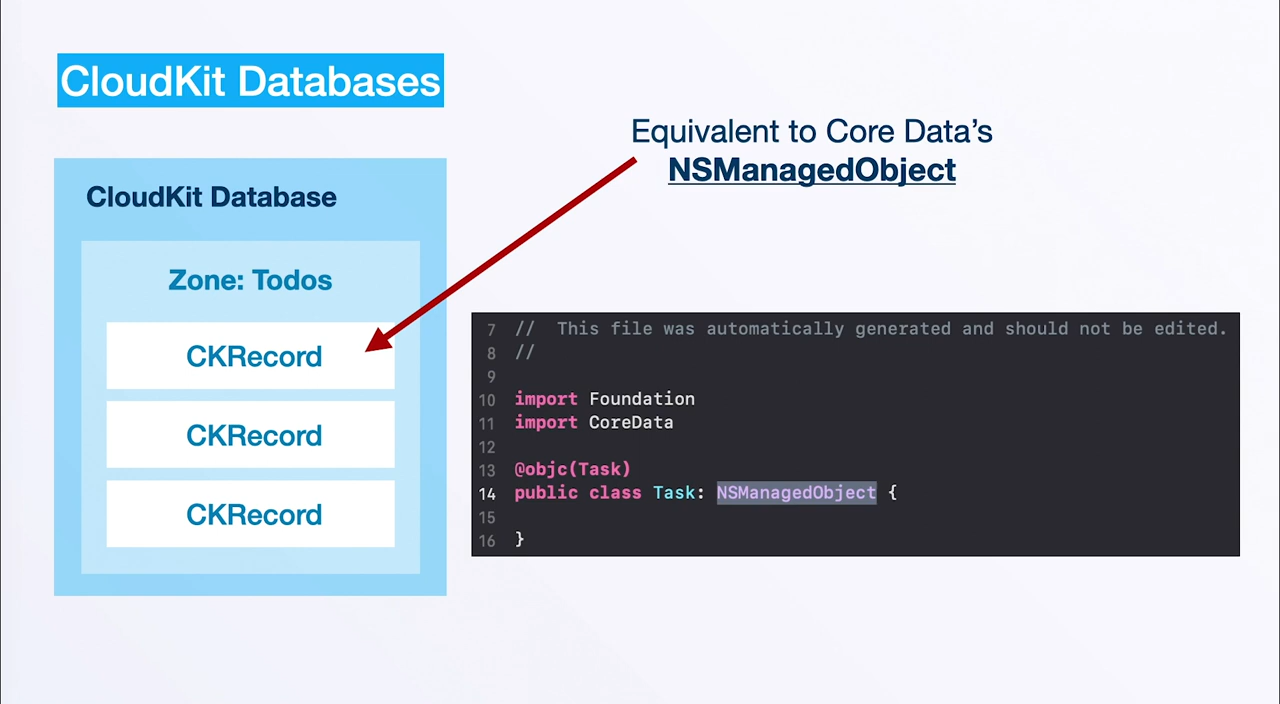 CloudKit Databases
Equivalent to Core Data’s
NSManagedObject
CloudKit Database
Zone: Todos
CKRecord
CKRecord
CKRecord
7 //  This file was automatically generated and should not be edited.
8 //
9
10 import Foundation
11 import CoreData
12
13 @objc(Task)
14 public class Task: NSManagedObject {
15
16 }